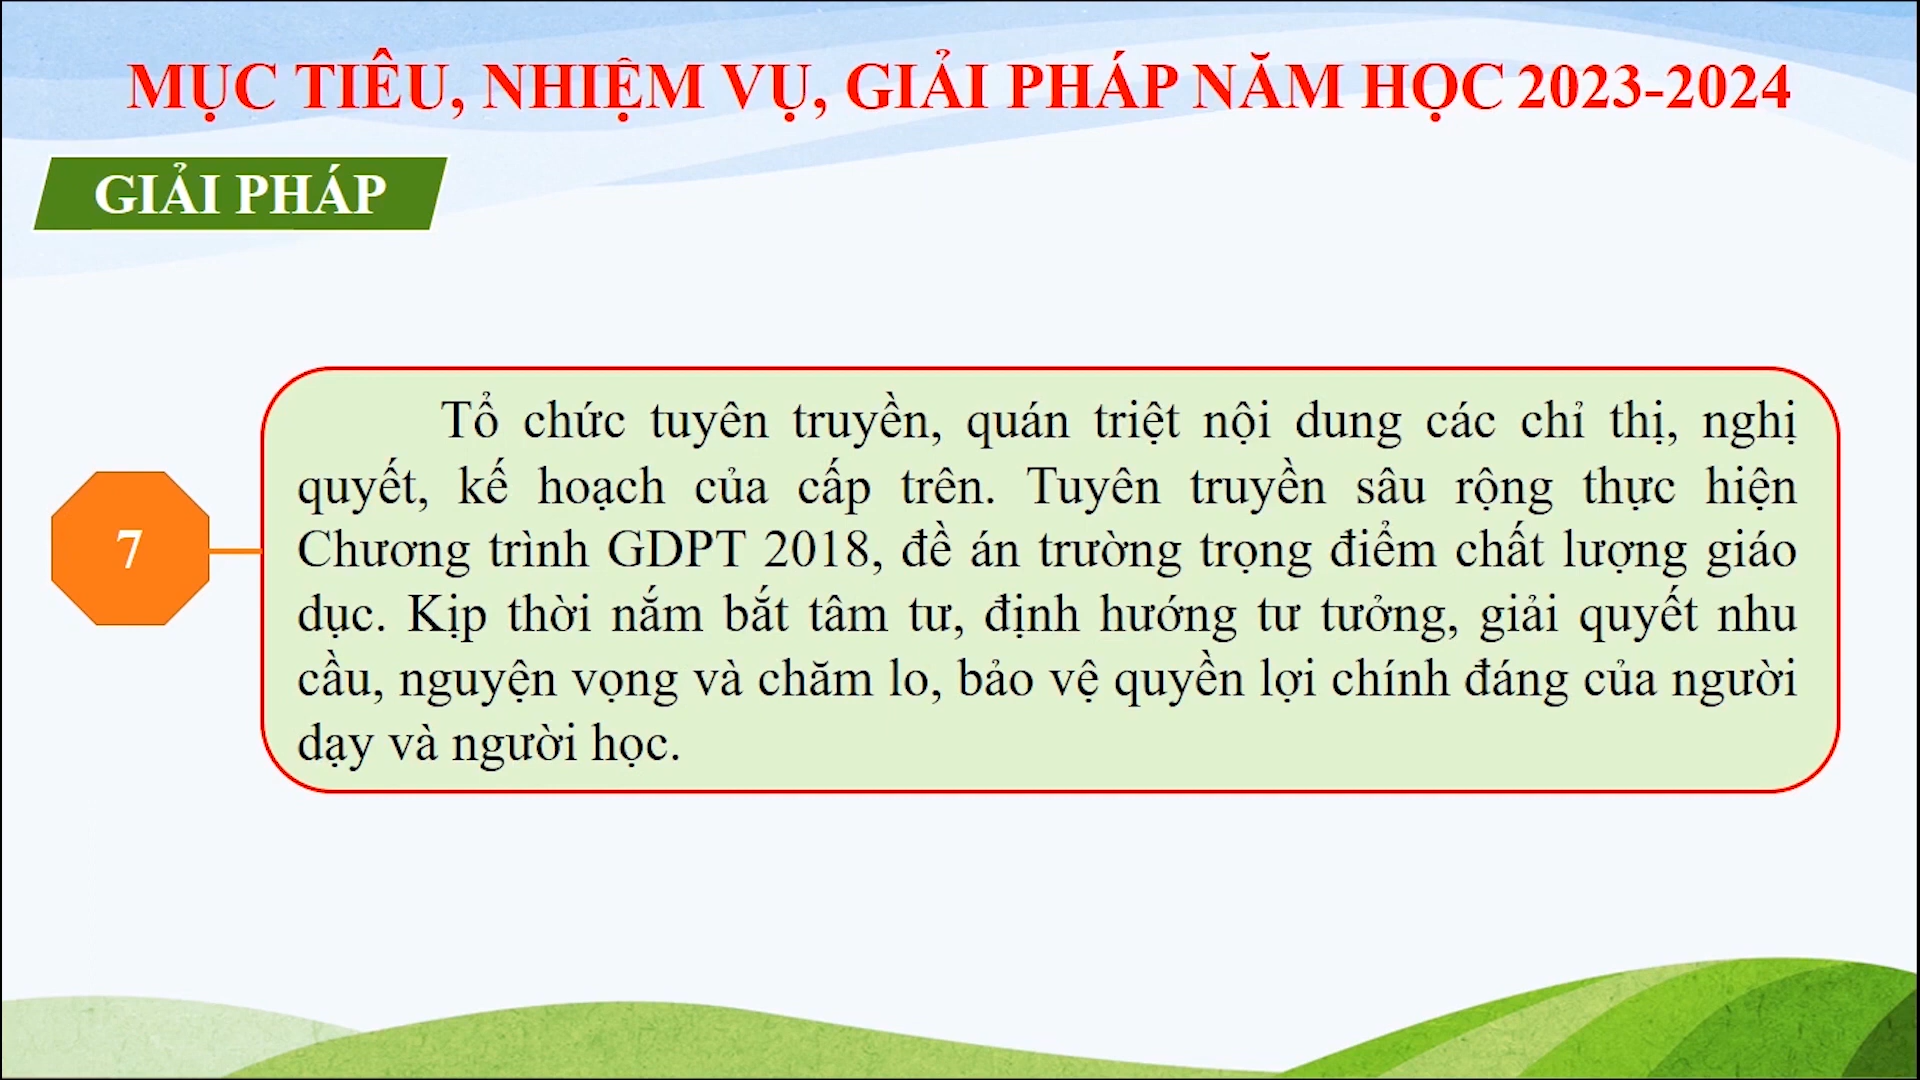 MỤC TIÊU, NHIỆM VỤ, GIẢI PHÁP NĂM HỌC 2023-2024
GIẢI PHÁP
7
Tổ chức tuyên truyền, quán triệt nội dung các chỉ thị, nghị
quyết, kế hoạch của cấp trên. Tuyên truyền sâu rộng thực hiện
Chương trình GDPT 2018, đề án trường trọng điểm chất lượng giáo
dục. Kịp thời nắm bắt tâm tư, định hướng tư tưởng, giải quyết nhu
cầu, nguyện vọng và chăm lo, bảo vệ quyền lợi chính đáng của người
dạy và người học.